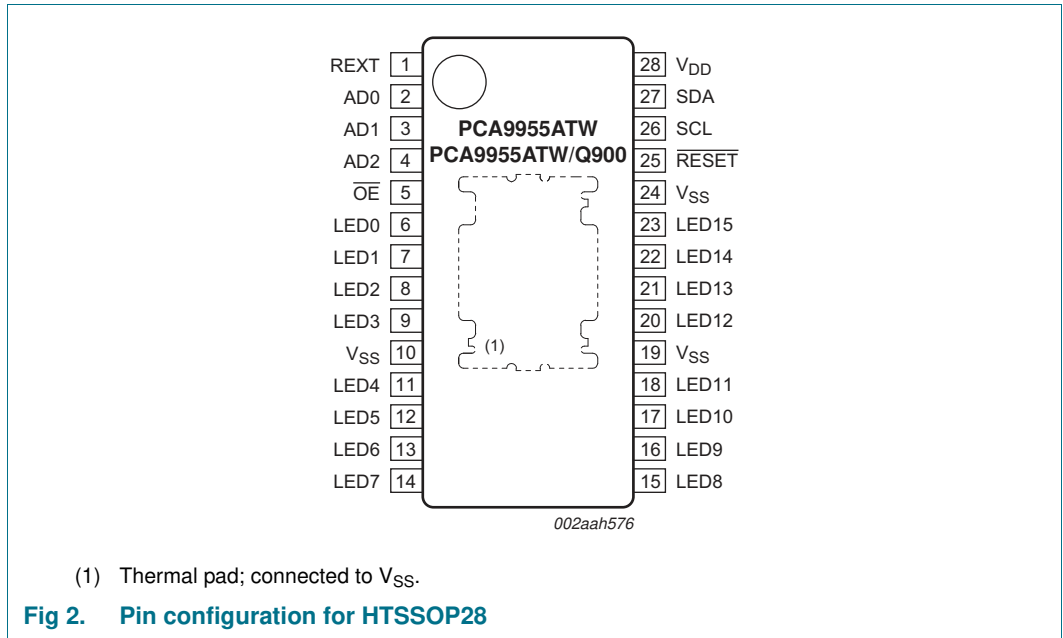 REXT 1 28 VDD
AD0 2 27 SDA
AD1 3 PCA9955ATW 26 SCL
AD2 4 PCA9955ATW/Q900 25 RESET
OE 5 24 VSS
LED0 6 23 LED15
LED1 7 22 LED14
LED2 8 21 LED13
LED3 9 20 LED12
VSS 10 (1) 19 VSS
LED4 11 18 LED11
LED5 12 17 LED10
LED6 13 16 LED9
LED7 14 15 LED8
002aah576
(1) Thermal pad; connected to VSS.
Fig 2. Pin configuration for HTSSOP28